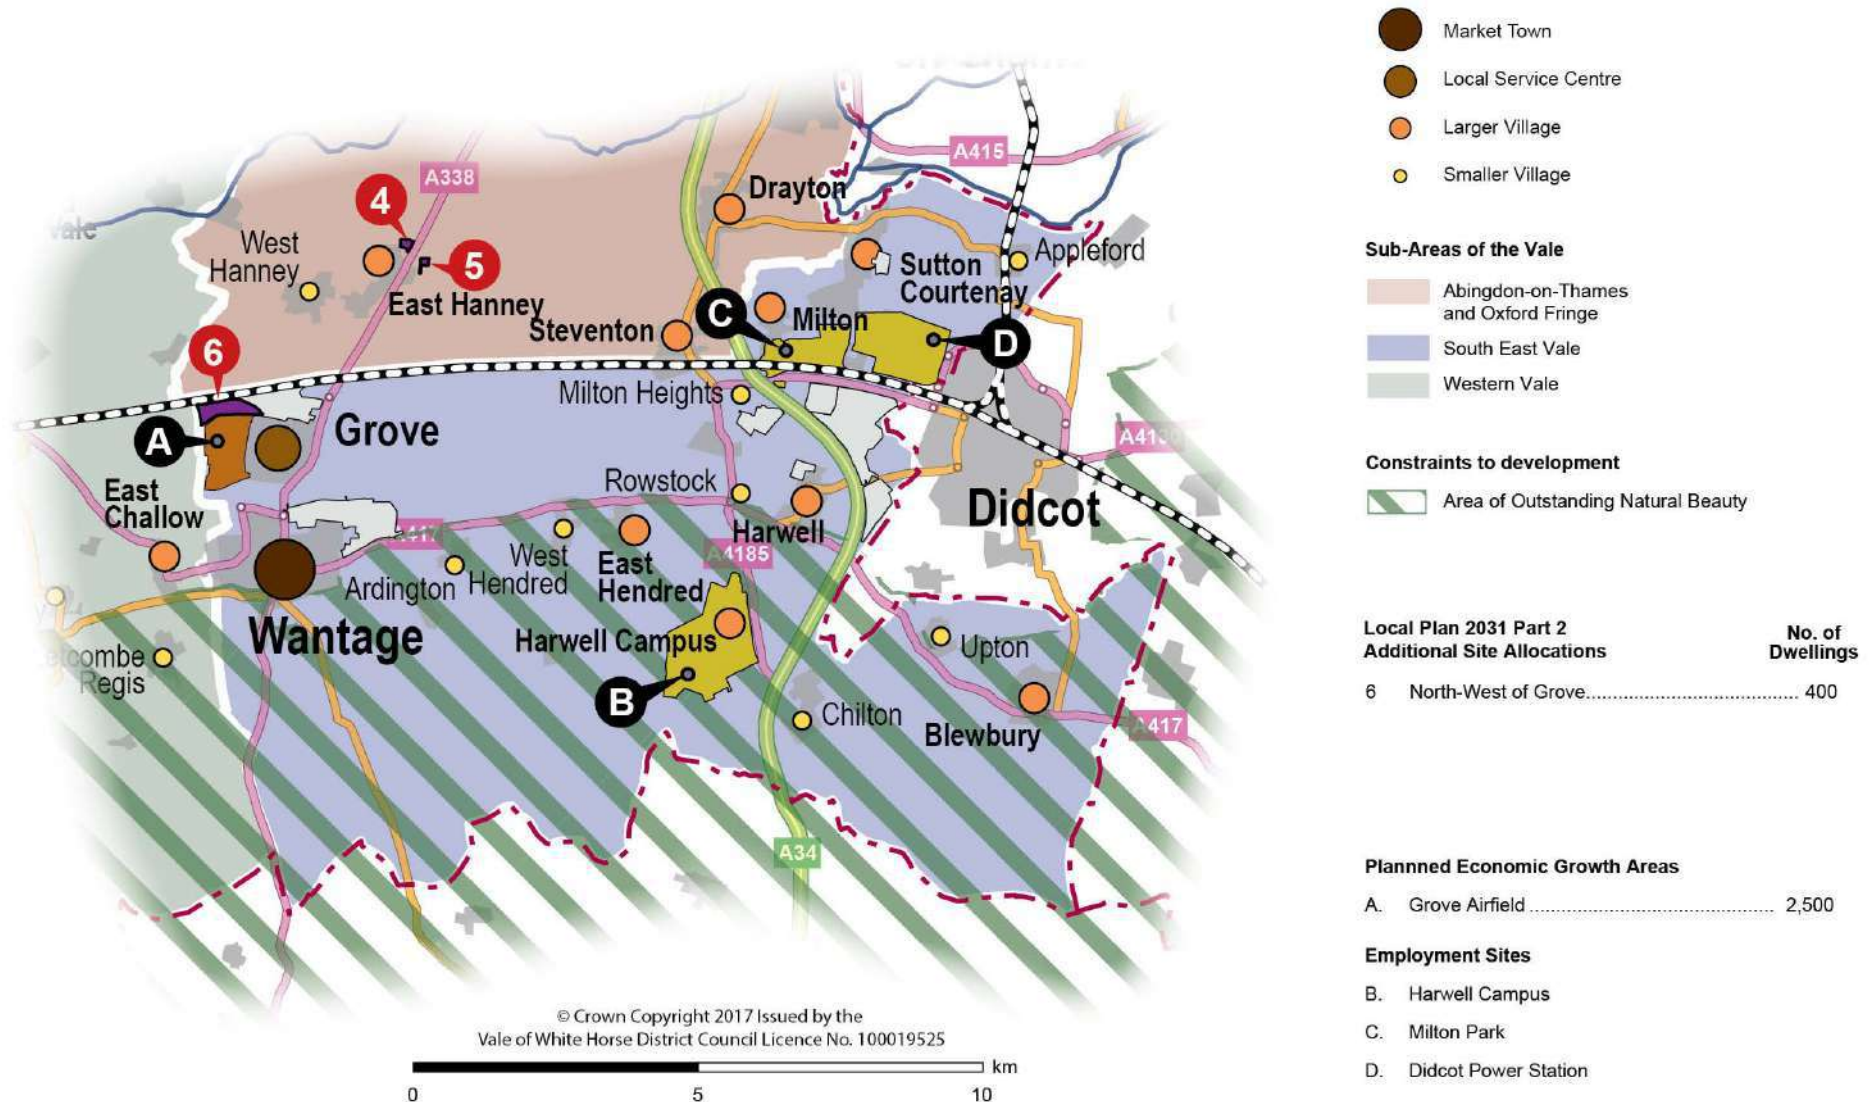 A415
A338
Drayton
4
West
Hanney
5
East Hanney
Sutton
Courtenay
Appleford
C
Milton
D
Steventon
6
Milton Heights
Grove
A
East
Challow
Rowstock
Didcot
Harwell
A417
A4185
West
Hendred
East
Hendred
Ardington
Wantage
Harwell Campus
Upton
Regis
B
Chilton
Blewbury
A417
A34
© Crown Copyright 2017 Issued by the
Vale of White Horse District Council Licence No. 100019525
km
0 5 10
Market Town
Local Service Centre
Larger Village
Smaller Village
Sub-Areas of the Vale
Abingdon-on-Thames
and Oxford Fringe
South East Vale
Western Vale
Constraints to development
Area of Outstanding Natural Beauty
Local Plan 2031 Part 2
Additional Site Allocations
No. of
Dwellings
6 North-West of Grove.................................................. 400
Plannned Economic Growth Areas
A. Grove Airfield .......................................... 2,500
Employment Sites
B. Harwell Campus
C. Milton Park
D. Didcot Power Station